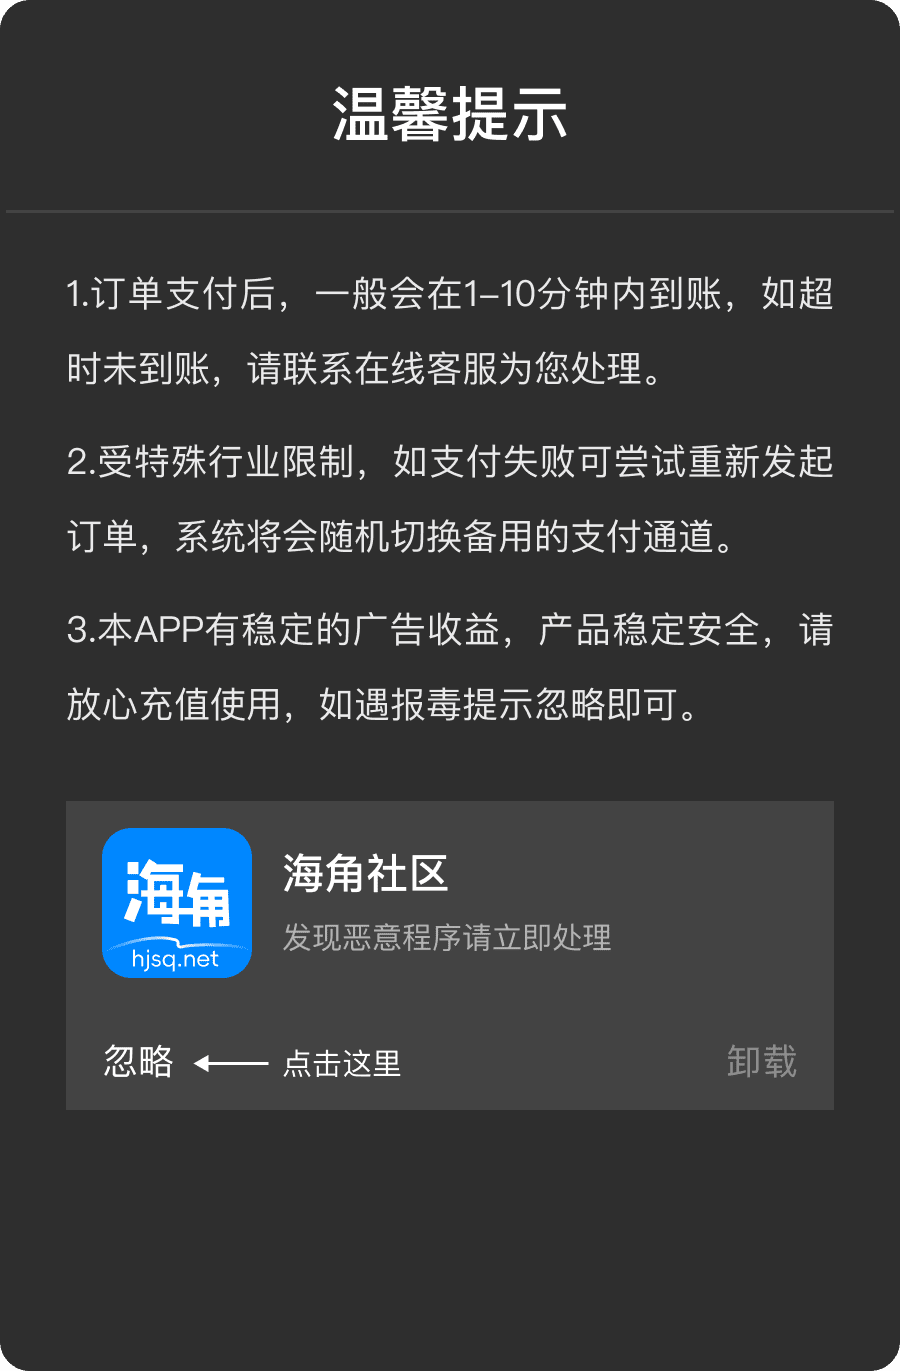 温馨提示
1.订单支付后，一般会在1-10分钟内到账，如超
时未到账，请联系在线客服为您处理。
2.受特殊行业限制，如支付失败可尝试重新发起
订单，系统将会随机切换备用的支付通道。
3.本APP有稳定的广告收益，产品稳定安全，请
放心充值使用，如遇报毒提示忽略即可。
海角
hjsq.net
海角社区
发现恶意程序请立即处理
忽略 ← 点击这里
卸载